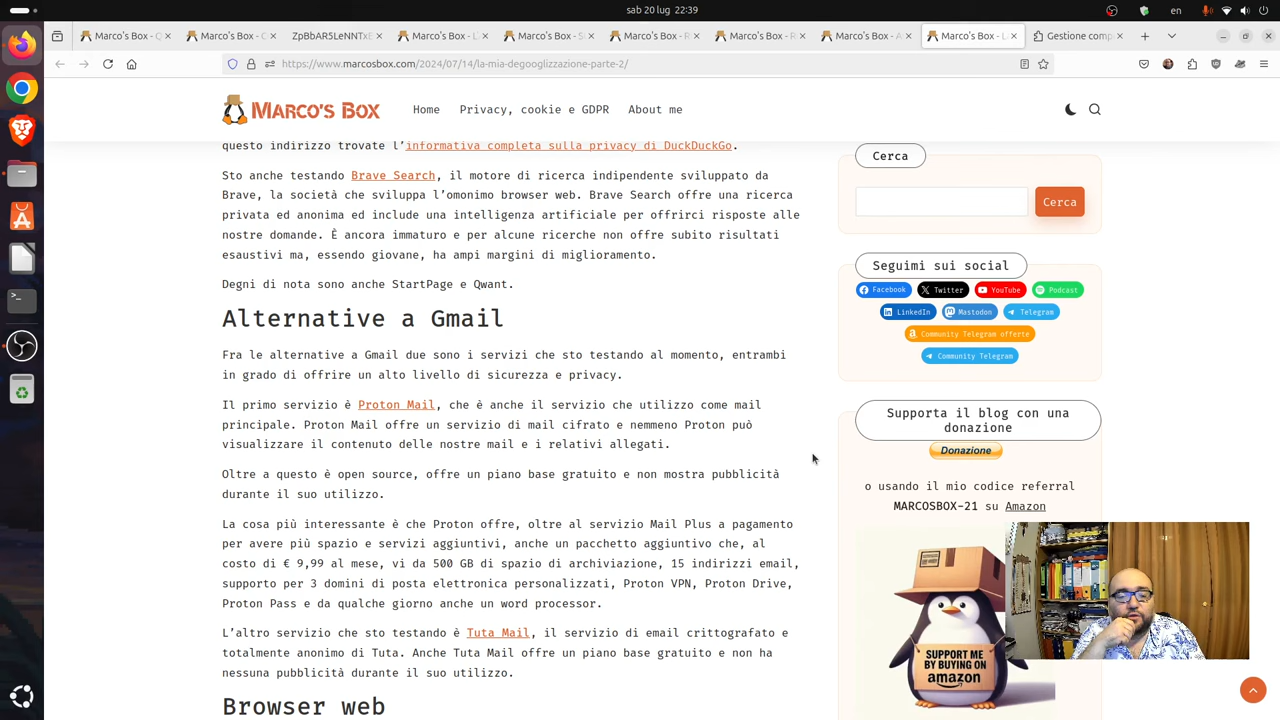 sab 20 lug 22:39
en
Marco's Box - Q
Marco's Box - C
ZpBbAR5LeNNTxE
Marco's Box - L
Marco's Box - S
Marco's Box - R
Marco's Box - R
Marco's Box - A
Marco's Box - L
Gestione comp
https://www.marcosbox.com/2024/07/14/la-mia-degooglizzazione-parte-2/
MARCO'S BOX
Home
Privacy, cookie e GDPR
About me
questo indirizzo trovate l'informativa completa sulla privacy di DuckDuckGo.
Sto anche testando Brave Search, il motore di ricerca indipendente sviluppato da
Brave, la società che sviluppa l'omonimo browser web. Brave Search offre una ricerca
privata ed anonima ed include una intelligenza artificiale per offrirci risposte alle
nostre domande. È ancora immaturo e per alcune ricerche non offre subito risultati
esaustivi ma, essendo giovane, ha ampi margini di miglioramento.
Degni di nota sono anche StartPage e Qwant.
Alternative a Gmail
Fra le alternative a Gmail due sono i servizi che sto testando al momento, entrambi
in grado di offrire un alto livello di sicurezza e privacy.
Il primo servizio è Proton Mail, che è anche il servizio che utilizzo come mail
principale. Proton Mail offre un servizio di mail cifrato e nemmeno Proton può
visualizzare il contenuto delle nostre mail e i relativi allegati.
Oltre a questo è open source, offre un piano base gratuito e non mostra pubblicità
durante il suo utilizzo.
La cosa più interessante è che Proton offre, oltre al servizio Mail Plus a pagamento
per avere più spazio e servizi aggiuntivi, anche un pacchetto aggiuntivo che, al
costo di € 9,99 al mese, vi da 500 GB di spazio di archiviazione, 15 indirizzi email,
supporto per 3 domini di posta elettronica personalizzati, Proton VPN, Proton Drive,
Proton Pass e da qualche giorno anche un word processor.
L'altro servizio che sto testando è Tuta Mail, il servizio di email crittografato e
totalmente anonimo di Tuta. Anche Tuta Mail offre un piano base gratuito e non ha
nessuna pubblicità durante il suo utilizzo.
Browser web
Cerca
Cerca
Seguimi sui social
Facebook
Twitter
YouTube
Podcast
LinkedIn
Mastodon
Telegram
Community Telegram offerte
Community Telegram
Supporta il blog con una
donazione
Donazione
o usando il mio codice referral
MARCOSBOX-21 su Amazon
SUPPORT ME
BY BUYING ON
amazon